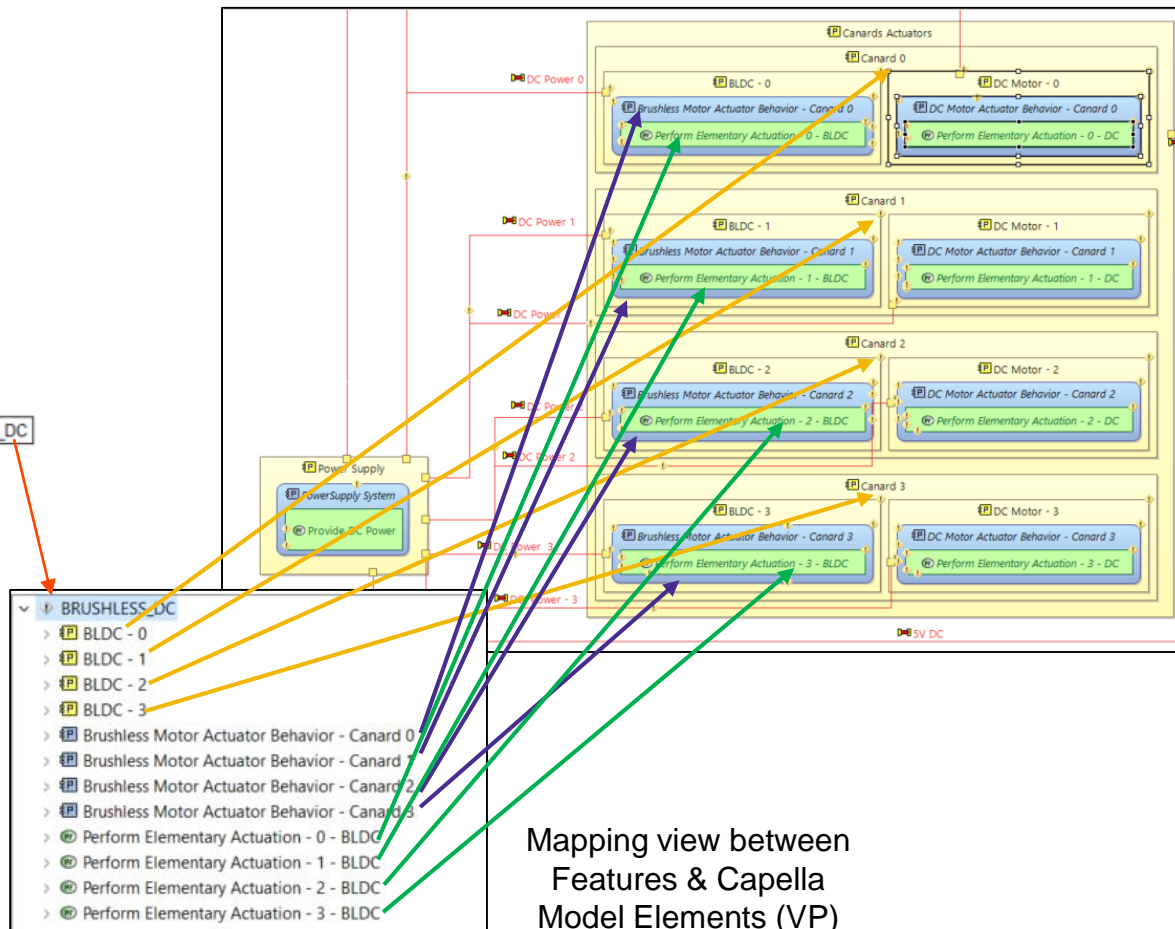 Canards Actuators
Canard 0
DC Power 0
BLDC - 0
DC Motor - 0
Brushless Motor Actuator Behavior - Canard 0
DC Motor Actuator Behavior - Canard 0
Perform Elementary Actuation - 0 - BLDC
Perform Elementary Actuation - 0 - DC
Canard 1
DC Power 1
BLDC - 1
DC Motor - 1
Brushless Motor Actuator Behavior - Canard 1
DC Motor Actuator Behavior - Canard 1
Perform Elementary Actuation - 1 - BLDC
Perform Elementary Actuation - 1 - DC
DC Power
Canard 2
BLDC - 2
DC Motor - 2
Brushless Motor Actuator Behavior - Canard 2
DC Motor Actuator Behavior - Canard 2
DC Power 2
Perform Elementary Actuation - 2 - BLDC
Perform Elementary Actuation - 2 - DC
_DC
DC Power 2
Power Supply
PowerSupply System
Provide DC Power
Canard 3
BLDC - 3
DC Motor - 3
Brushless Motor Actuator Behavior - Canard 3
DC Motor Actuator Behavior - Canard 3
DC Power 3
Perform Elementary Actuation - 3 - BLDC
Perform Elementary Actuation - 3 - DC
DC Power - 3
5V DC
BRUSHLESS_DC
BLDC - 0
BLDC - 1
BLDC - 2
BLDC - 3
Brushless Motor Actuator Behavior - Canard 0
Brushless Motor Actuator Behavior - Canard 1
Brushless Motor Actuator Behavior - Canard 2
Brushless Motor Actuator Behavior - Canard 3
Perform Elementary Actuation - 0 - BLDC
Perform Elementary Actuation - 1 - BLDC
Perform Elementary Actuation - 2 - BLDC
Perform Elementary Actuation - 3 - BLDC
Mapping view between
Features & Capella
Model Elements (VP)